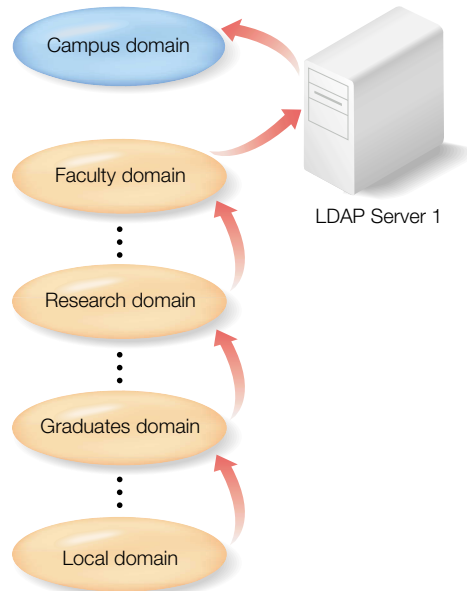 Campus domain
Faculty domain
LDAP Server 1
Research domain
Graduates domain
Local domain